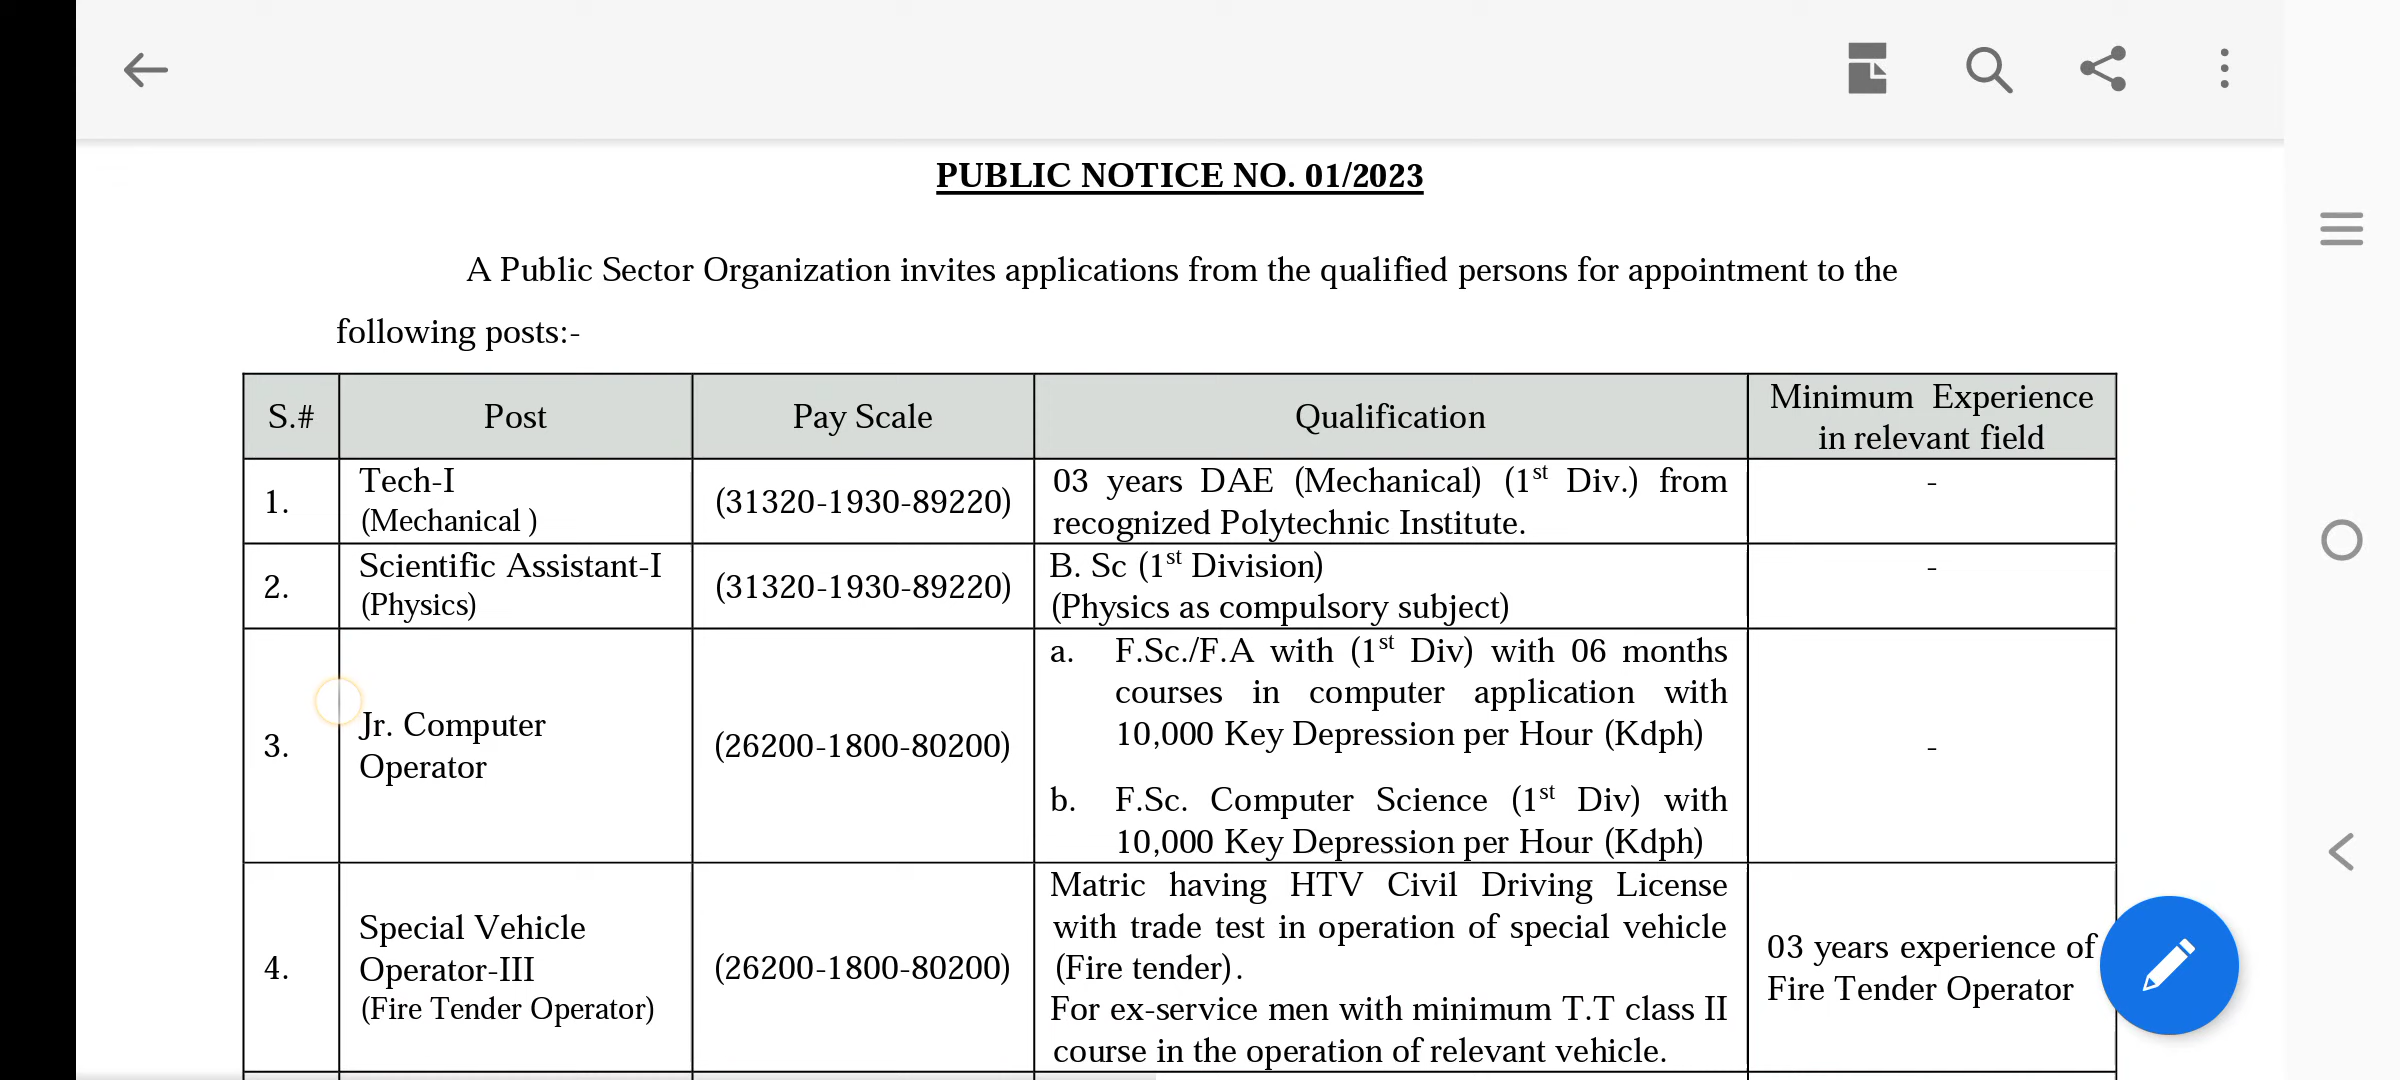 PUBLIC NOTICE NO. 01/2023
A Public Sector Organization invites applications from the qualified persons for appointment to the
following posts:-
S.#
Post
Pay Scale
Qualification
Minimum Experience
in relevant field
1.
Tech-I
(Mechanical )
(31320-1930-89220)
03 years DAE (Mechanical) (1st Div.) from
recognized Polytechnic Institute.
-
2.
Scientific Assistant-I
(Physics)
(31320-1930-89220)
B. Sc (1st Division)
(Physics as compulsory subject)
-
3.
Jr. Computer
Operator
(26200-1800-80200)
a. F.Sc./F.A with (1st Div) with 06 months
courses in computer application with
10,000 Key Depression per Hour (Kdph)
b. F.Sc. Computer Science (1st Div) with
10,000 Key Depression per Hour (Kdph)
-
4.
Special Vehicle
Operator-III
(Fire Tender Operator)
(26200-1800-80200)
Matric having HTV Civil Driving License
with trade test in operation of special vehicle
(Fire tender).
For ex-service men with minimum T.T class II
course in the operation of relevant vehicle.
03 years experience of
Fire Tender Operator